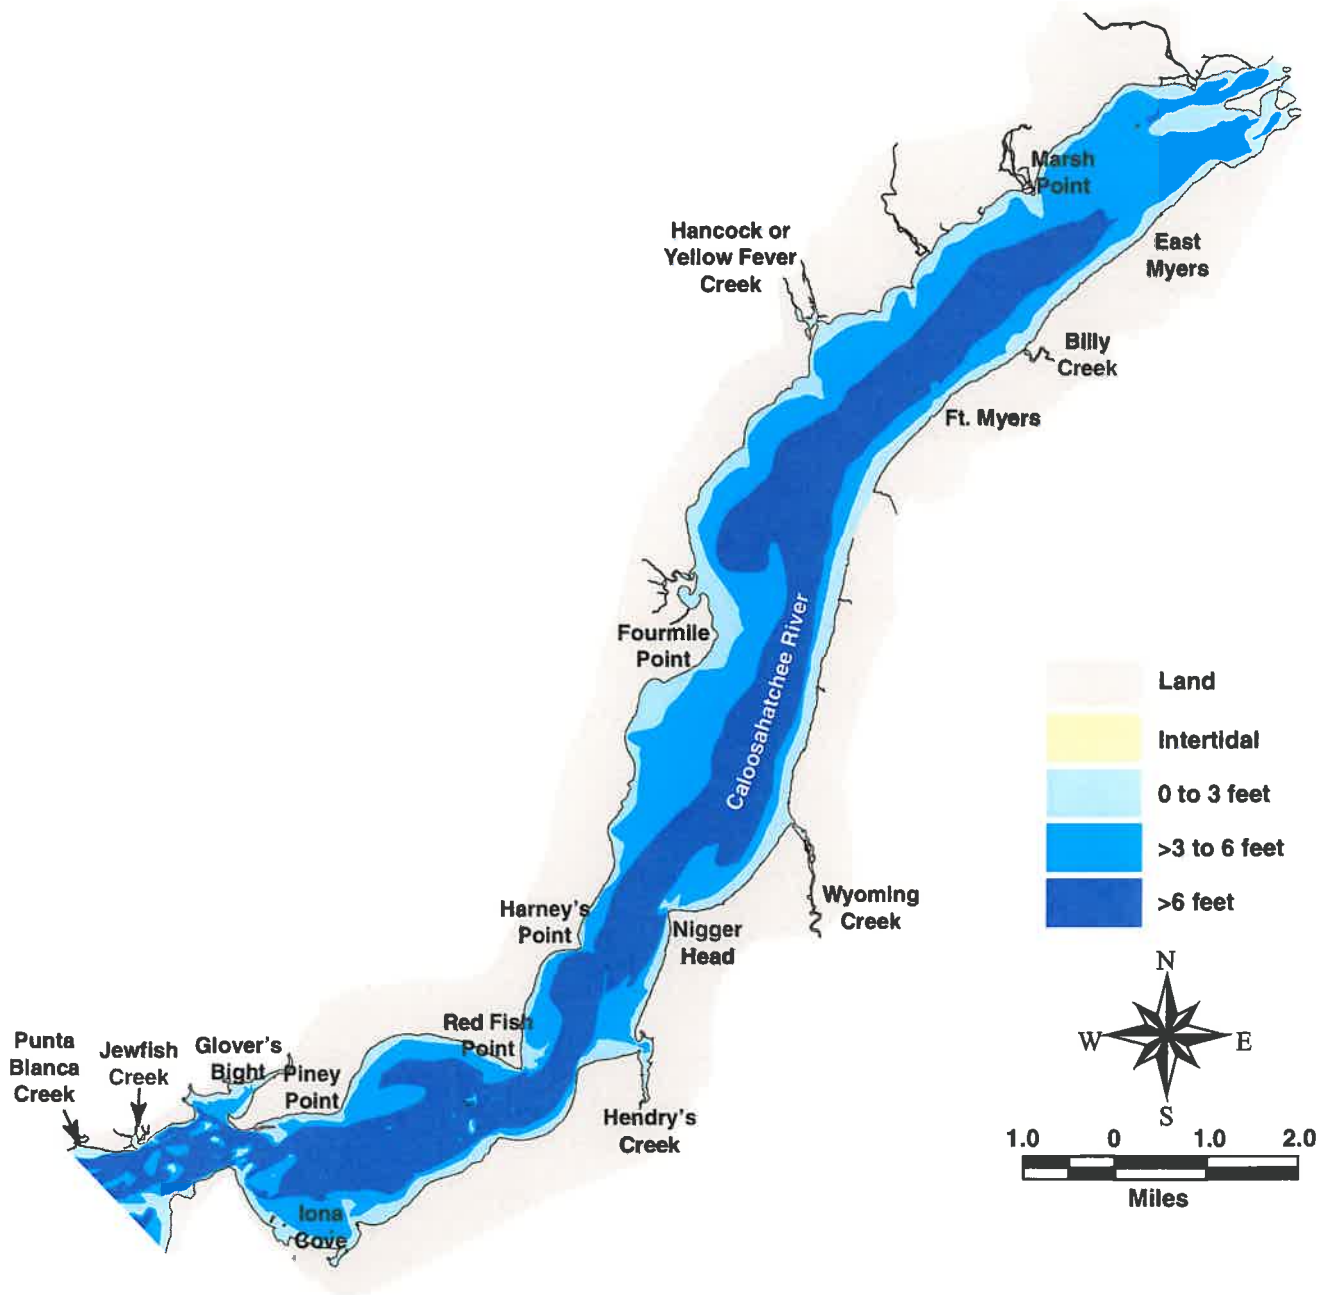 Marsh
Point
Hancock or
Yellow Fever
Creek
East
Myers
Billy
Creek
Ft. Myers
Fourmile
Point
Caloosahatchee River
Land
Intertidal
0 to 3 feet
>3 to 6 feet
>6 feet
Wyoming
Creek
Harney's
Point
Nigger
Head
N
W
E
S
Red Fish
Point
Punta
Blanca
Creek
Jewfish
Creek
Glover's
Bight
Piney
Point
Hendry's
Creek
1.0 0 1.0 2.0
Miles
Iona
Cove